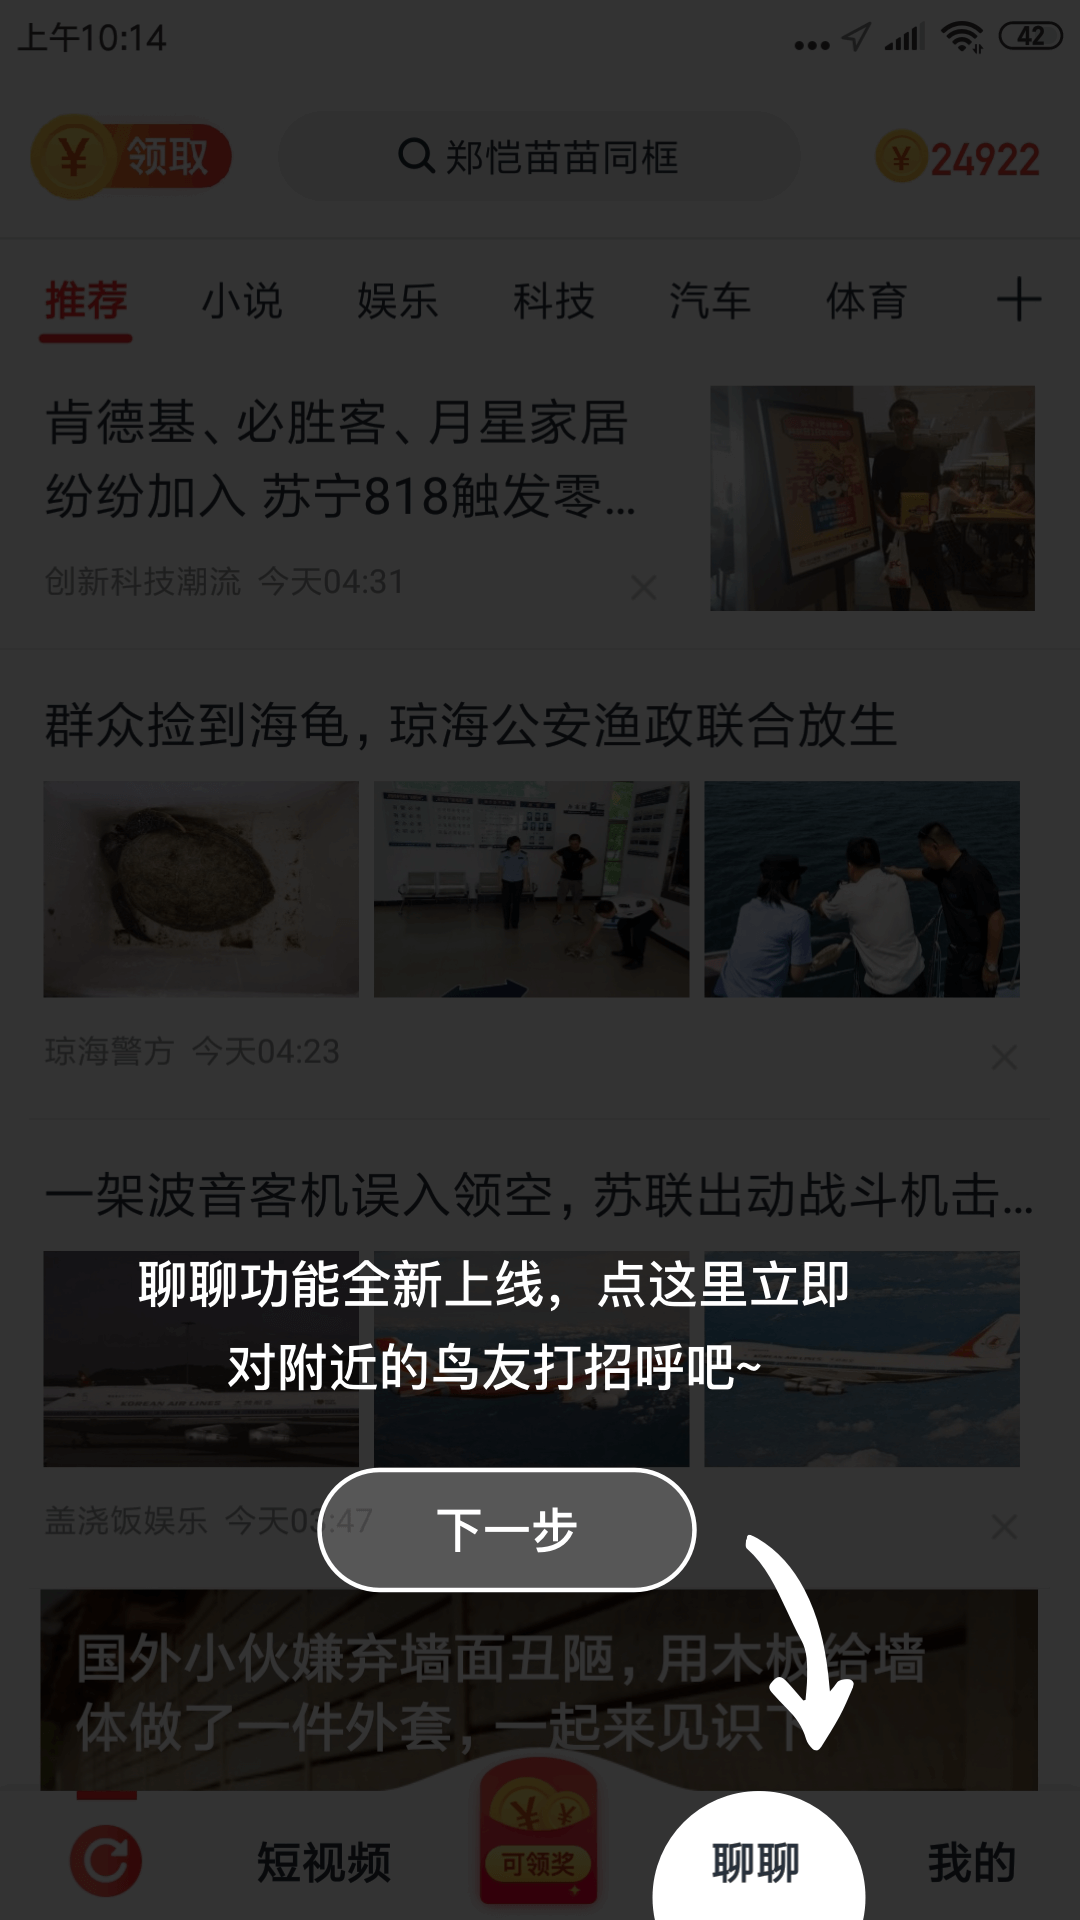 上午10:14
42
¥ 领取
郑恺苗苗同框
¥ 24922
推荐 小说 娱乐 科技 汽车 体育
肯德基、必胜客、月星家居
纷纷加入 苏宁818触发零...
创新科技潮流 今天04:31
群众捡到海龟，琼海公安渔政联合放生
琼海警方 今天04:23
一架波音客机误入领空，苏联出动战斗机击...
聊聊功能全新上线，点这里立即
对附近的鸟友打招呼吧~
KOREAN AIR LINES
盖浇饭娱乐 今天03:47
下一步
国外小伙嫌弃墙面丑陋，用木板给墙
体做了一件外套，一起来见识下
¥ ¥
可领奖
短视频
聊聊
我的